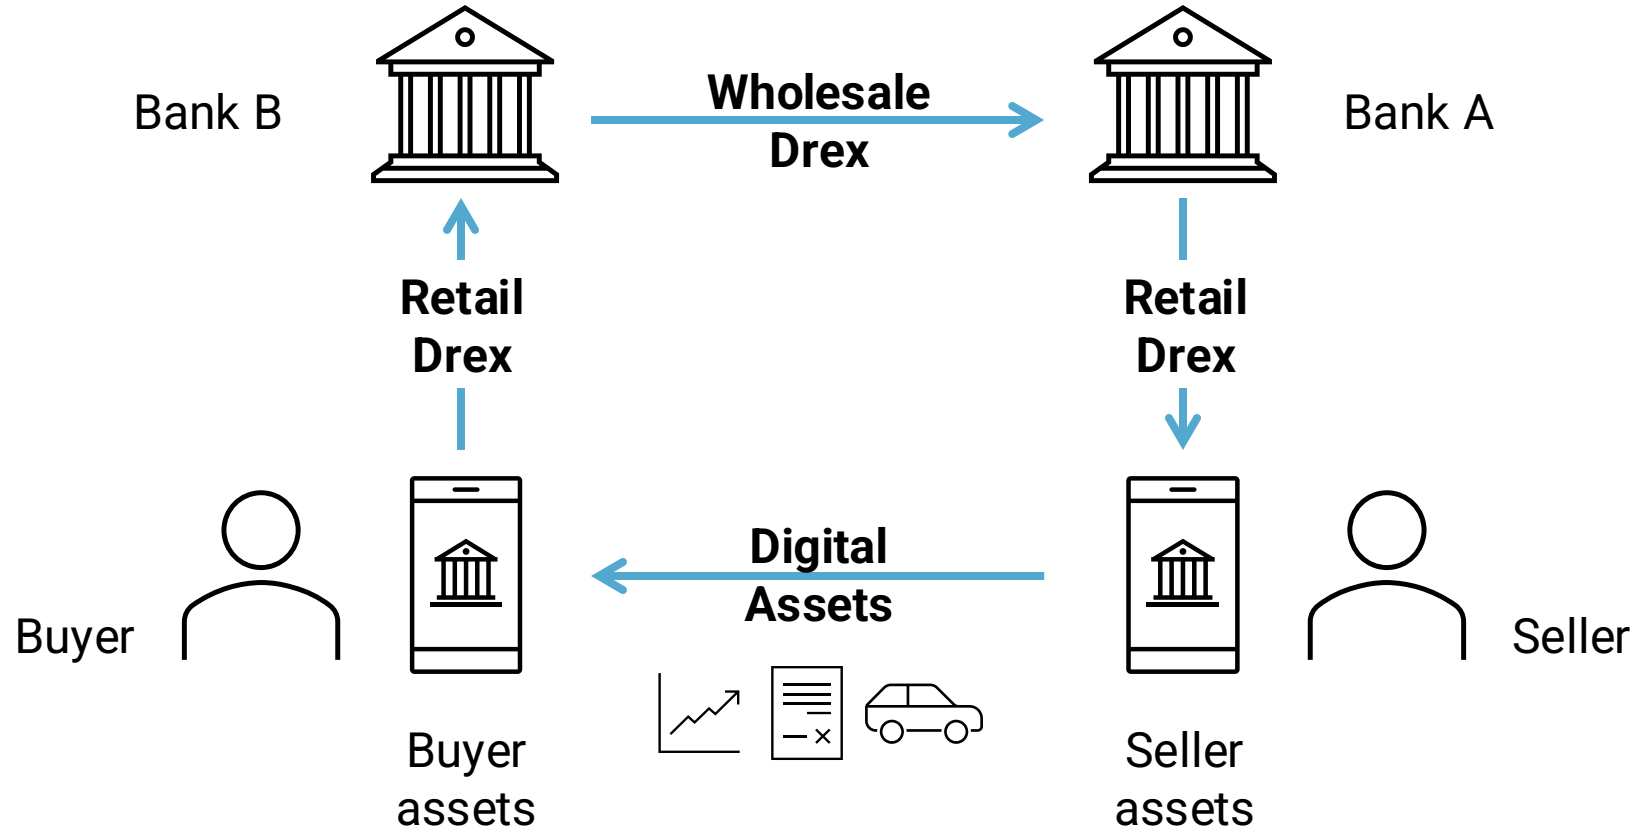 Bank B
Wholesale
Drex
Bank A
Retail
Drex
Retail
Drex
Digital
Assets
Buyer
Seller
Buyer
assets
Seller
assets